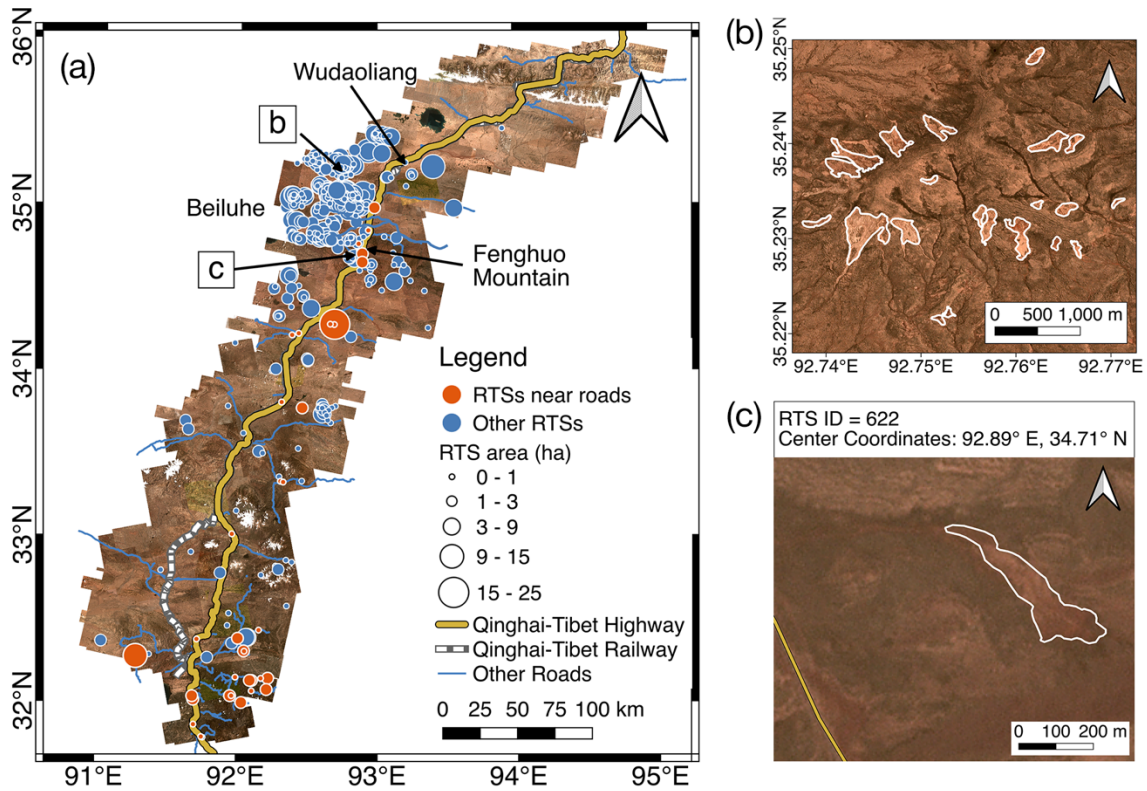 (a)
36°N
35°N
34°N
33°N
32°N
91°E
92°E
93°E
94°E
95°E
Wudaoliang
b
Beiluhe
c
Fenghuo
Mountain
Legend
RTSs near roads
Other RTSs
RTS area (ha)
0 - 1
1 - 3
3 - 9
9 - 15
15 - 25
Qinghai-Tibet Highway
Qinghai-Tibet Railway
Other Roads
0 25 50 75 100 km
(b)
35.25°N
35.24°N
35.23°N
35.22°N
0 500 1,000 m
92.74°E
92.75°E
92.76°E
92.77°E
(c)
RTS ID = 622
Center Coordinates: 92.89° E, 34.71° N
0 100 200 m